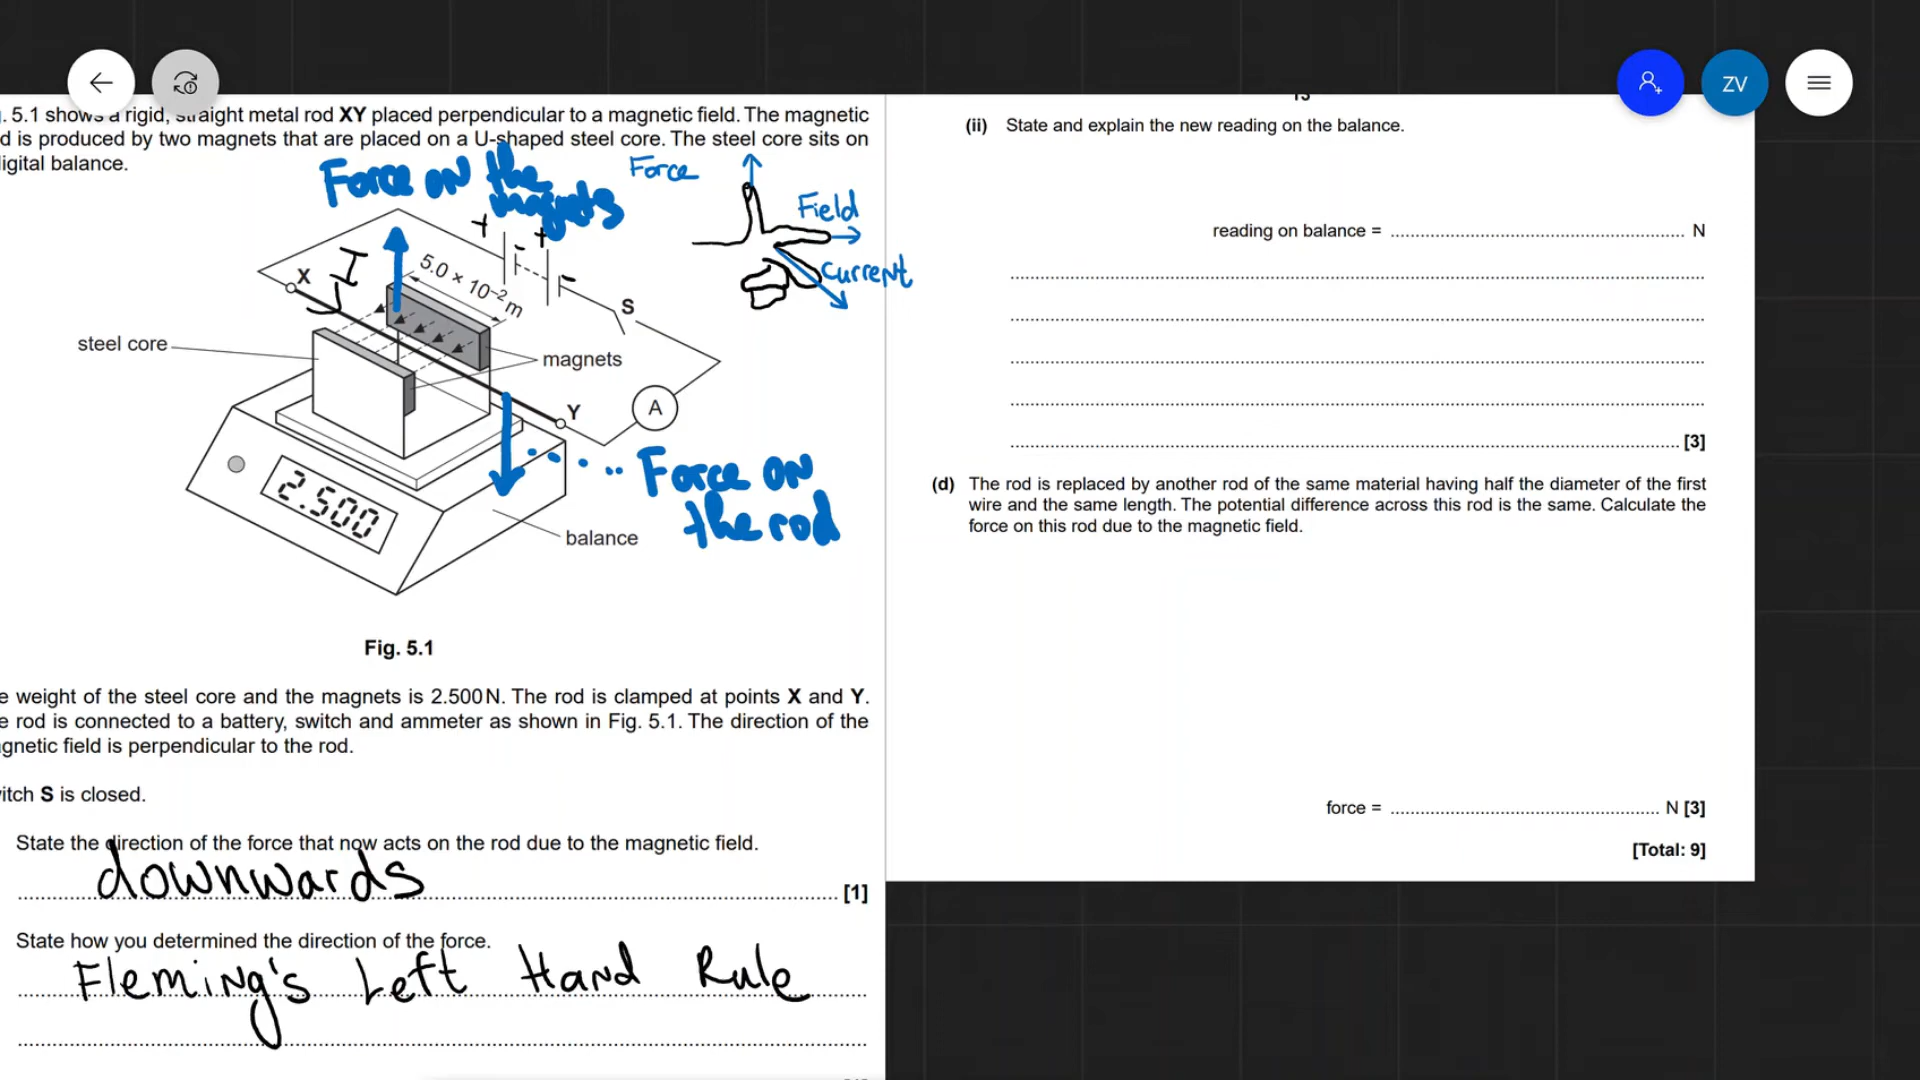 . 5.1 shows a rigid, straight metal rod XY placed perpendicular to a magnetic field. The magnetic
d is produced by two magnets that are placed on a U-shaped steel core. The steel core sits on
igital balance.
Force on the
magnets
Force
Field
Current
+
+
-
-
I
X
5.0 × 10⁻² m
S
steel core
magnets
Y
A
2.500
balance
Force on
the rod
Fig. 5.1
e weight of the steel core and the magnets is 2.500 N. The rod is clamped at points X and Y.
e rod is connected to a battery, switch and ammeter as shown in Fig. 5.1. The direction of the
gnetic field is perpendicular to the rod.
itch S is closed.
State the direction of the force that now acts on the rod due to the magnetic field.
downwards
[1]
State how you determined the direction of the force.
Fleming's Left Hand Rule
ZV
13
(ii) State and explain the new reading on the balance.
reading on balance = ........ N
[3]
(d) The rod is replaced by another rod of the same material having half the diameter of the first
wire and the same length. The potential difference across this rod is the same. Calculate the
force on this rod due to the magnetic field.
force = ........ N [3]
[Total: 9]